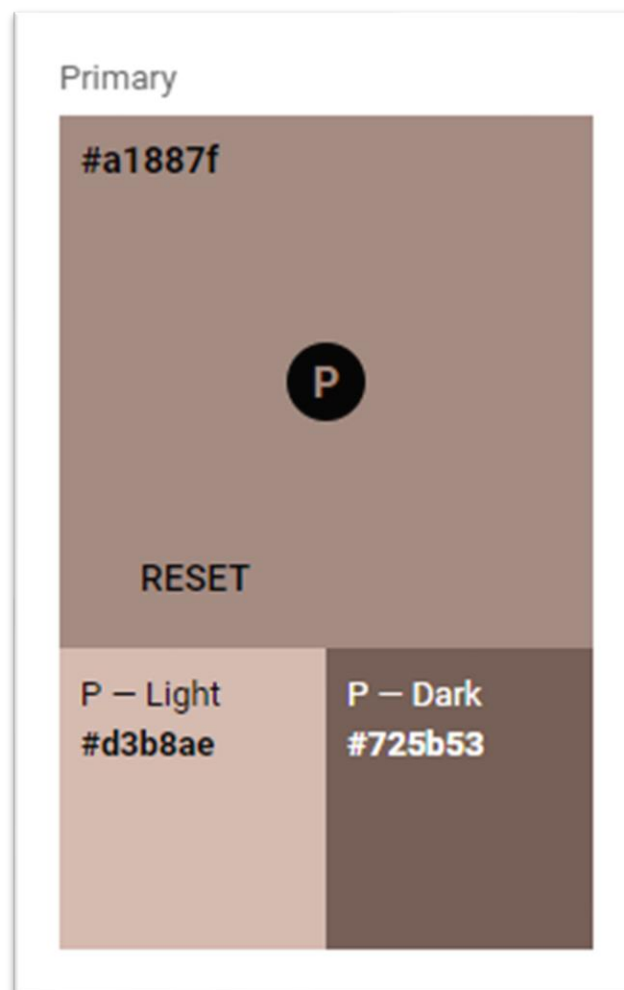 Primary
#a1887f
P
RESET
P — Light
#d3b8ae
P — Dark
#725b53